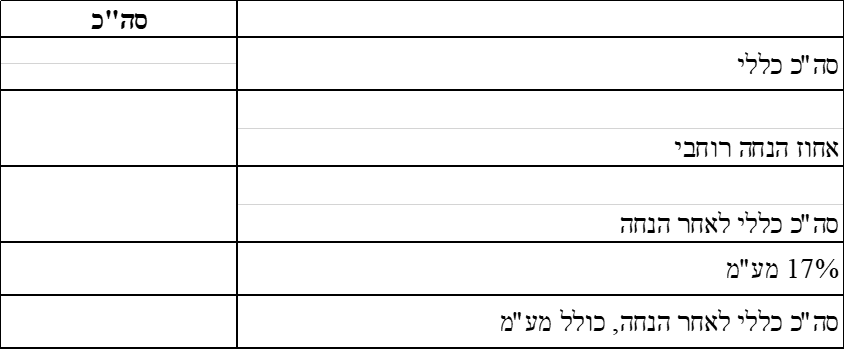 סה"כ
סה"כ כללי
אחוז הנחה רוחבי
סה"כ כללי לאחר הנחה
17% מע"מ
סה"כ כללי לאחר הנחה, כולל מע"מ